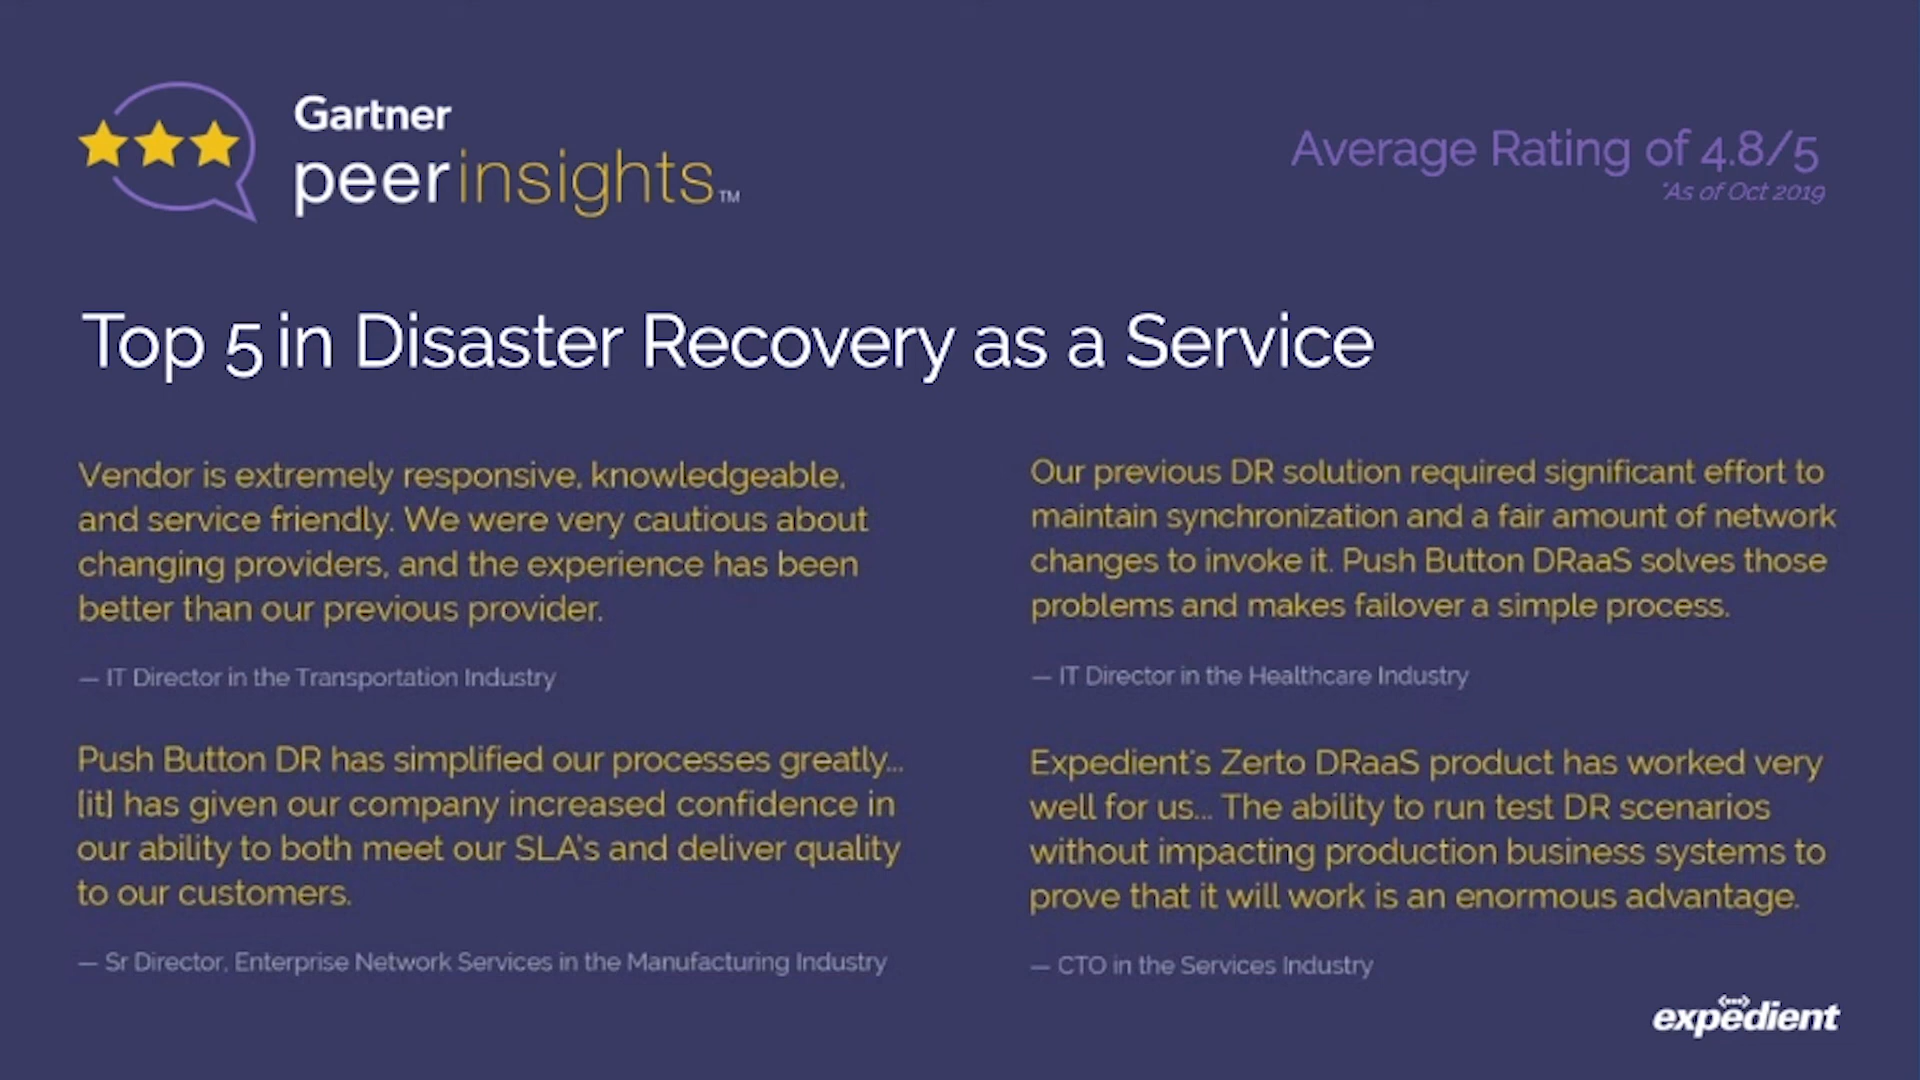 Gartner
peerinsights™
Average Rating of 4.8/5
*As of Oct 2019
Top 5 in Disaster Recovery as a Service
Vendor is extremely responsive, knowledgeable,
and service friendly. We were very cautious about
changing providers, and the experience has been
better than our previous provider.
— IT Director in the Transportation Industry
Our previous DR solution required significant effort to
maintain synchronization and a fair amount of network
changes to invoke it. Push Button DRaaS solves those
problems and makes failover a simple process.
— IT Director in the Healthcare Industry
Push Button DR has simplified our processes greatly...
[it] has given our company increased confidence in
our ability to both meet our SLA's and deliver quality
to our customers.
— Sr Director, Enterprise Network Services in the Manufacturing Industry
Expedient's Zerto DRaaS product has worked very
well for us... The ability to run test DR scenarios
without impacting production business systems to
prove that it will work is an enormous advantage.
— CTO in the Services Industry
expedient